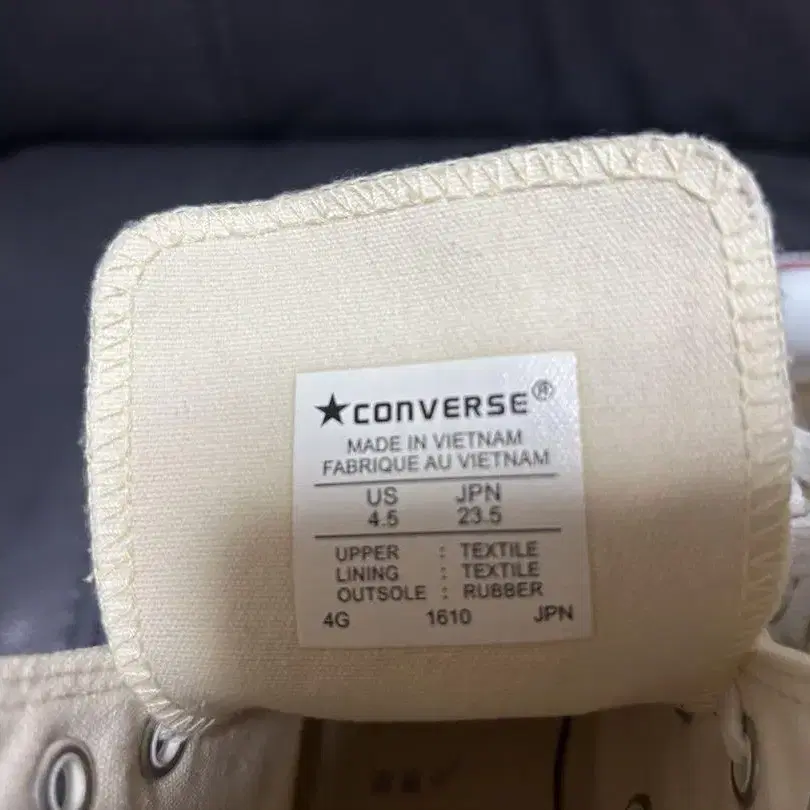 ★CONVERSE®
MADE IN VIETNAM
FABRIQUE AU VIETNAM
US JPN
4.5 23.5
UPPER : TEXTILE
LINING : TEXTILE
OUTSOLE : RUBBER
4G 1610 JPN